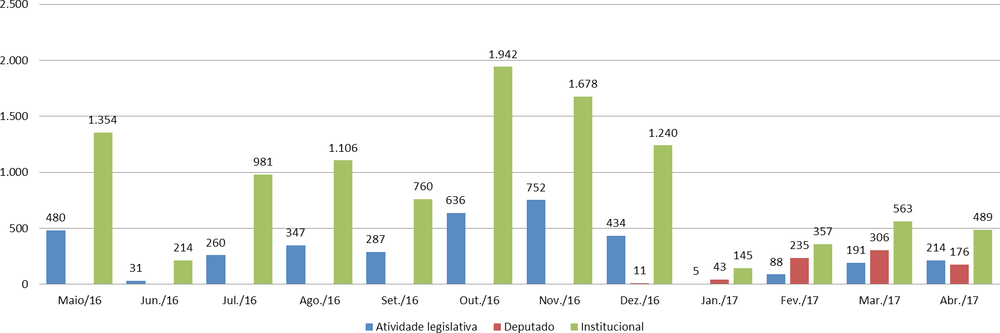 2.500
2.000
1.500
1.000
500
0
480 1.354
31 214
260 981
347 1.106
287 760
636 1.942
752 1.678
434 11 1.240
5 43 145
88 235 357
191 306 563
214 176 489
Maio./16 Jun./16 Jul./16 Ago./16 Set./16 Out./16 Nov./16 Dez./16 Jan./17 Fev./17 Mar./17 Abr./17
Atividade legislativa Deputado Institucional